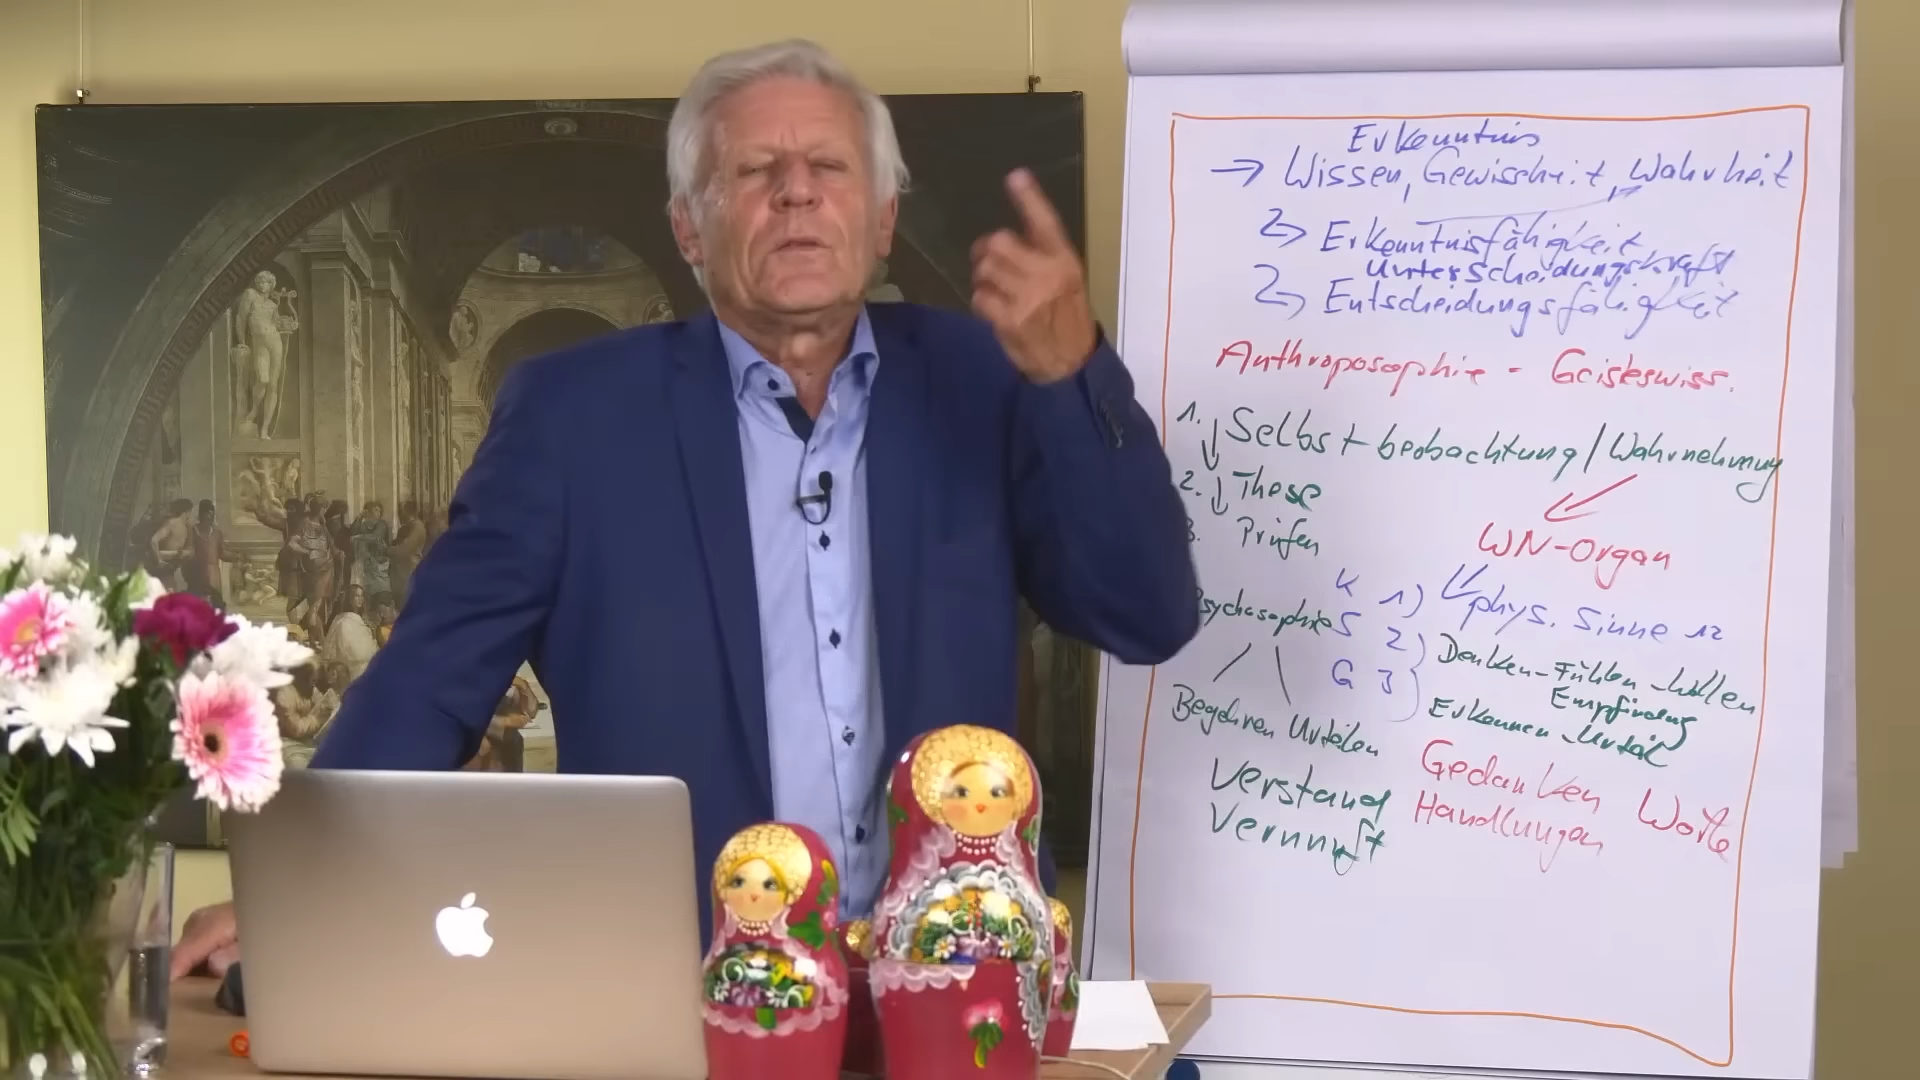 Erkenntnis
→ Wissen, Gewissheit, Wahrheit
Erkenntnisfähigkeit
Unterscheidungskraft
Entscheidungsfähigkeit
Anthroposophie - Geisteswiss.
1. Selbstbeobachtung / Wahrnehmung
2. These
3. Prüfen
WN-Organ
K 1) phys. Sinne 12
Psychosophie S 2) Denken - Fühlen - Wollen
Empfindung
G 3) Erkennen - Urteil
Begehren Urteilen
Verstand
Vernunft
Gedanken Worte
Handlungen